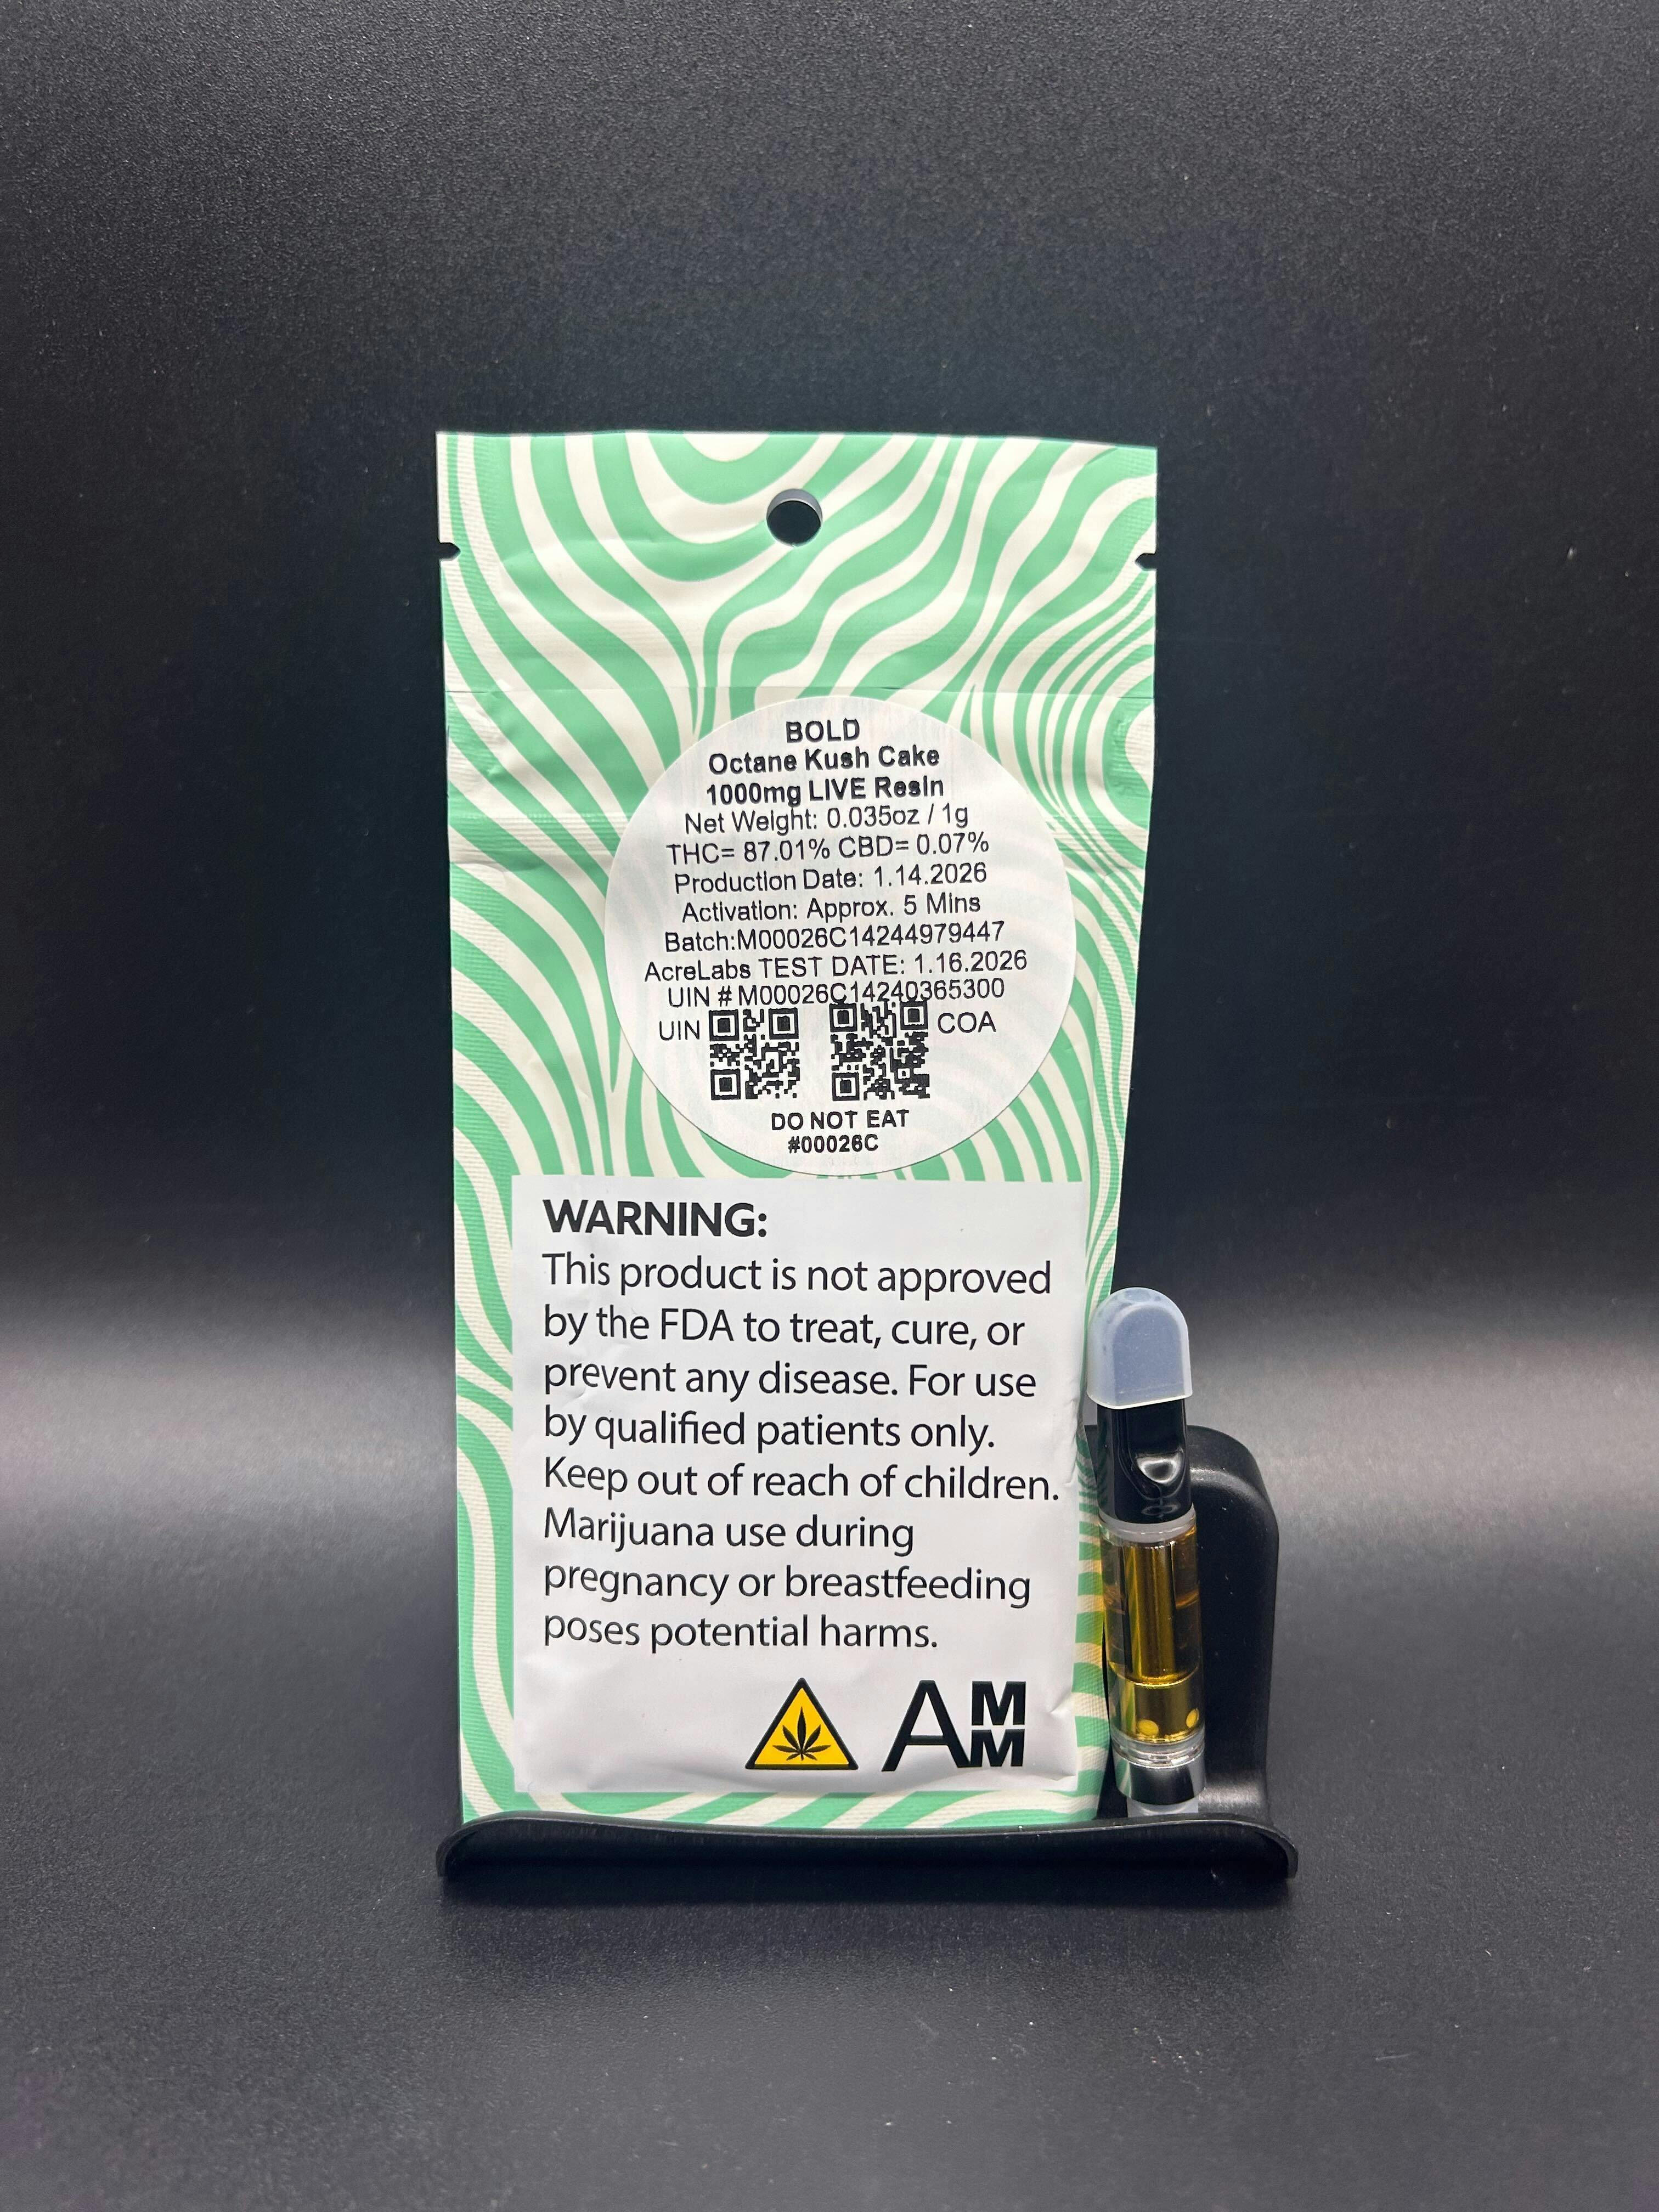 BOLD
Octane Kush Cake
1000mg LIVE Resin
Net Weight: 0.035oz / 1g
THC= 87.01% CBD= 0.07%
Production Date: 1.14.2026
Activation: Approx. 5 Mins
Batch:M00026C14244979447
AcreLabs TEST DATE: 1.16.2026
UIN # M00026C14240365300
UIN COA
DO NOT EAT
#00026C
WARNING:
This product is not approved
by the FDA to treat, cure, or
prevent any disease. For use
by qualified patients only.
Keep out of reach of children.
Marijuana use during
pregnancy or breastfeeding
poses potential harms.
AMM